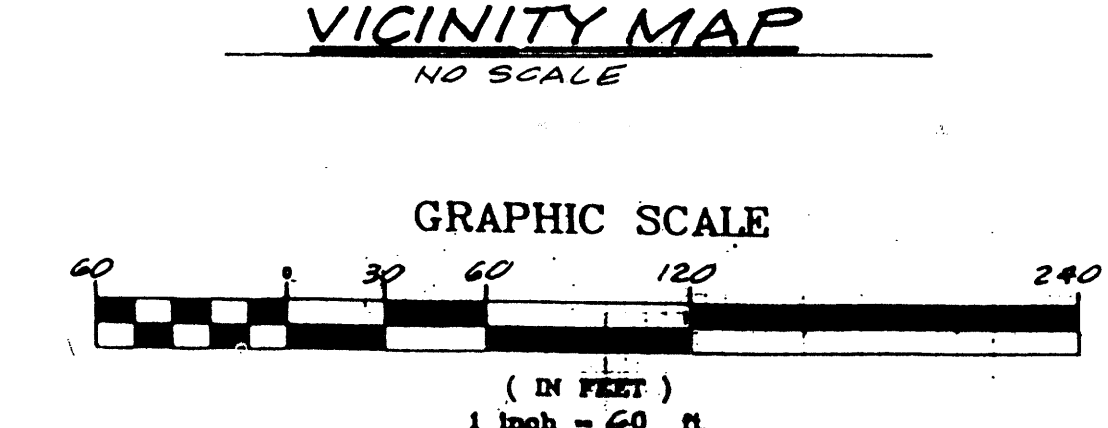 VICINITY MAP
NO SCALE
GRAPHIC SCALE
60 0 30 60 120 240
( IN FEET )
1 inch = 60 ft